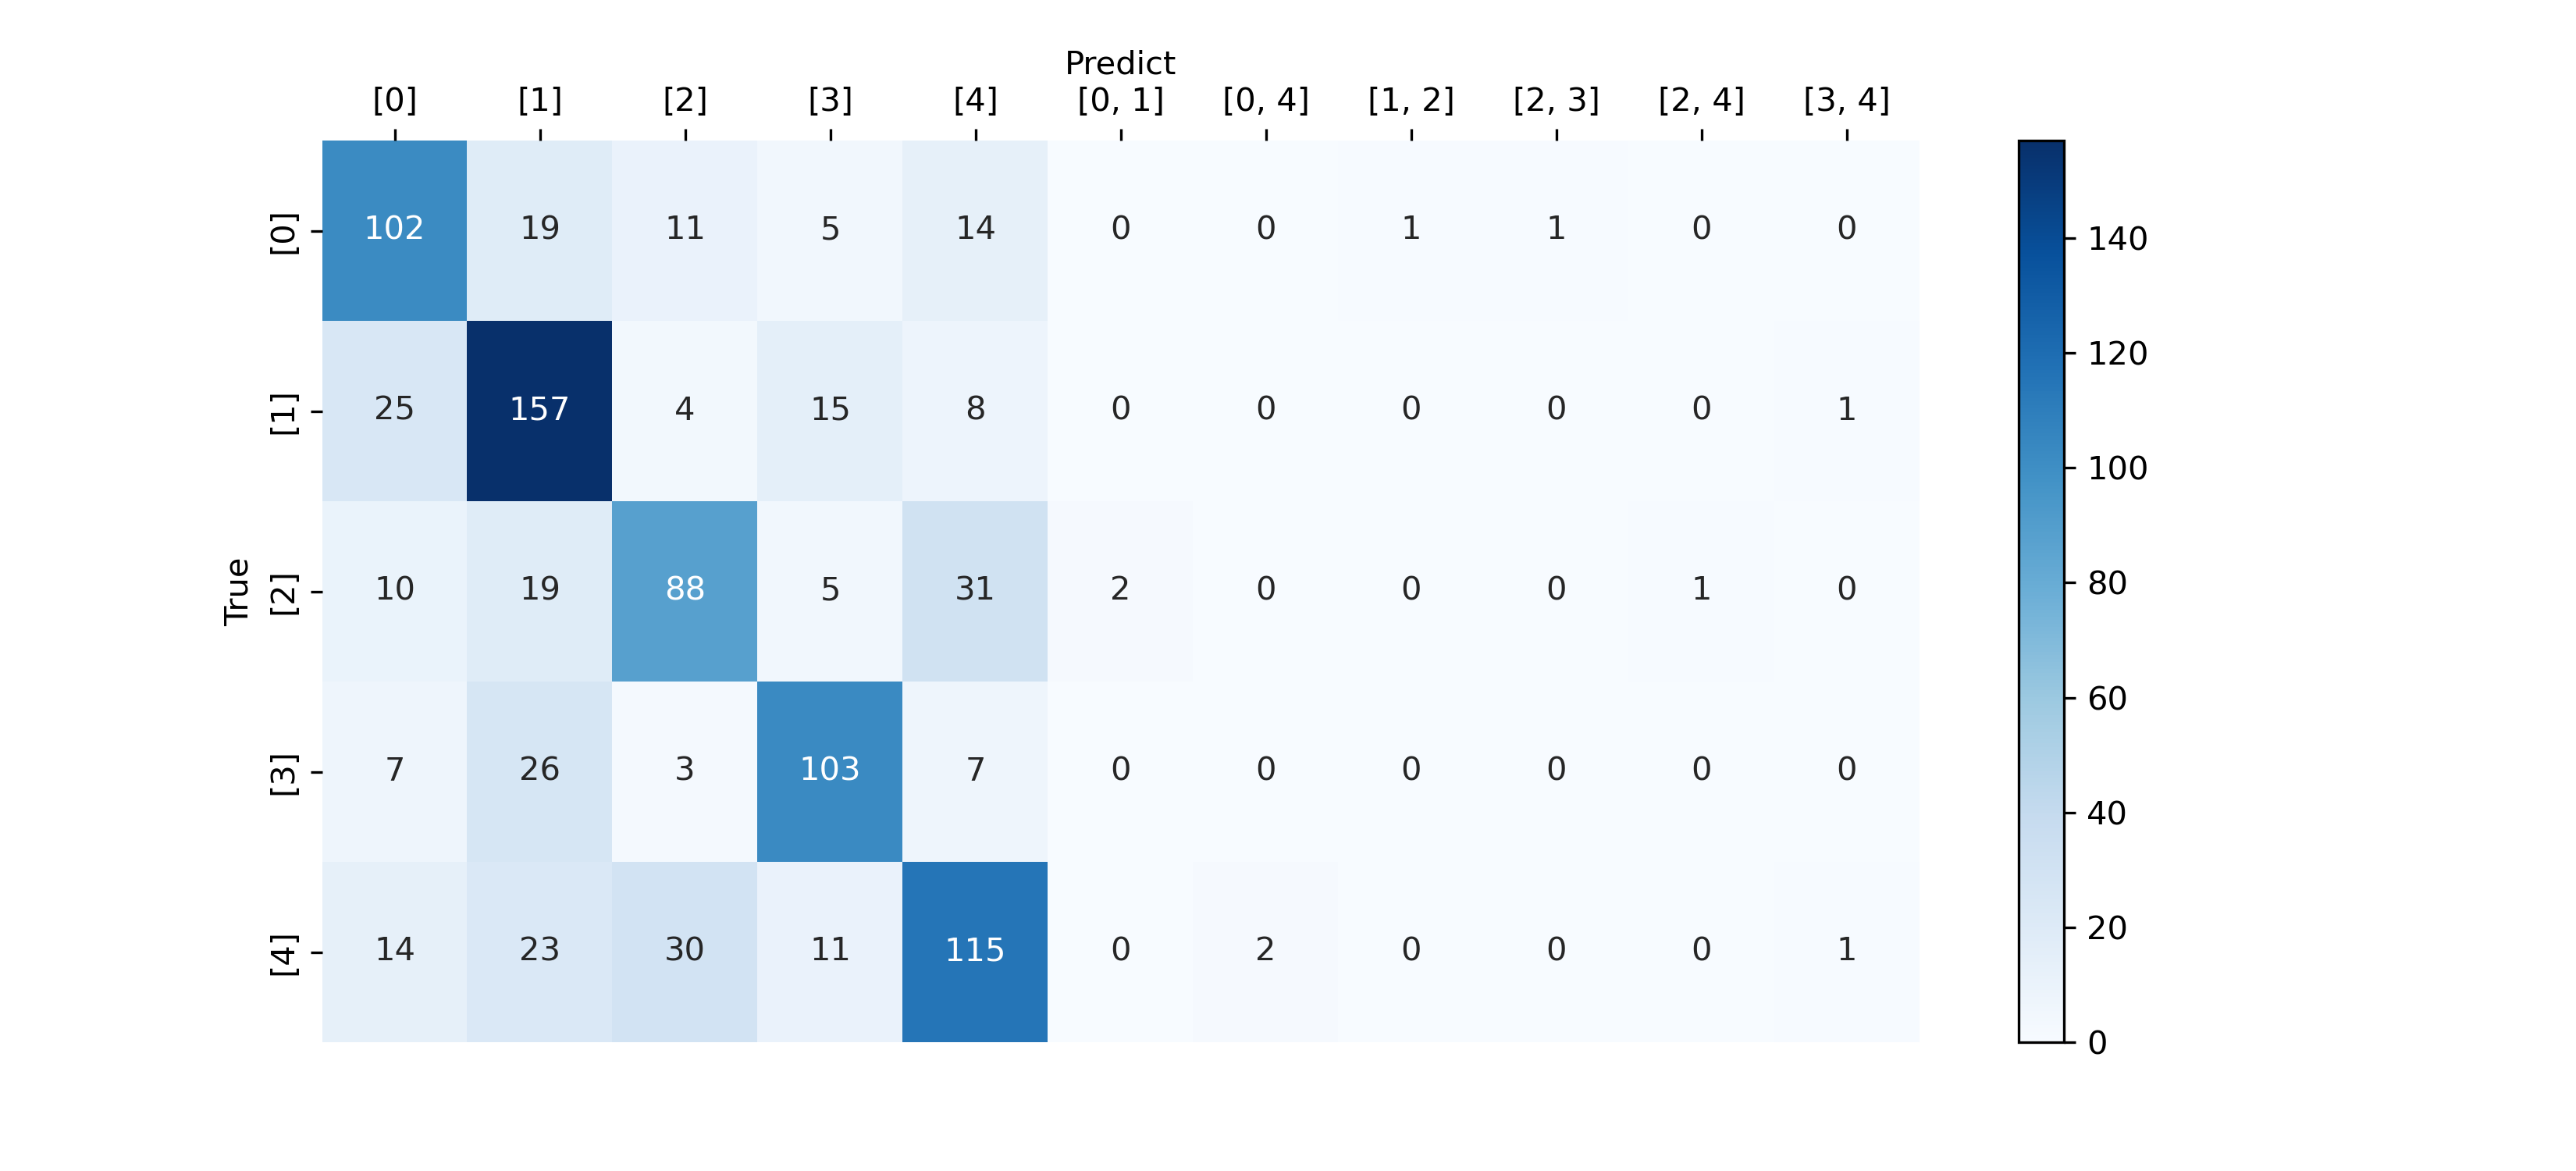 Predict
[0] [1] [2] [3] [4] [0, 1] [0, 4] [1, 2] [2, 3] [2, 4] [3, 4]
True
[0] 102 19 11 5 14 0 0 1 1 0 0
[1] 25 157 4 15 8 0 0 0 0 0 1
[2] 10 19 88 5 31 2 0 0 0 1 0
[3] 7 26 3 103 7 0 0 0 0 0 0
[4] 14 23 30 11 115 0 2 0 0 0 1
140
120
100
80
60
40
20
0